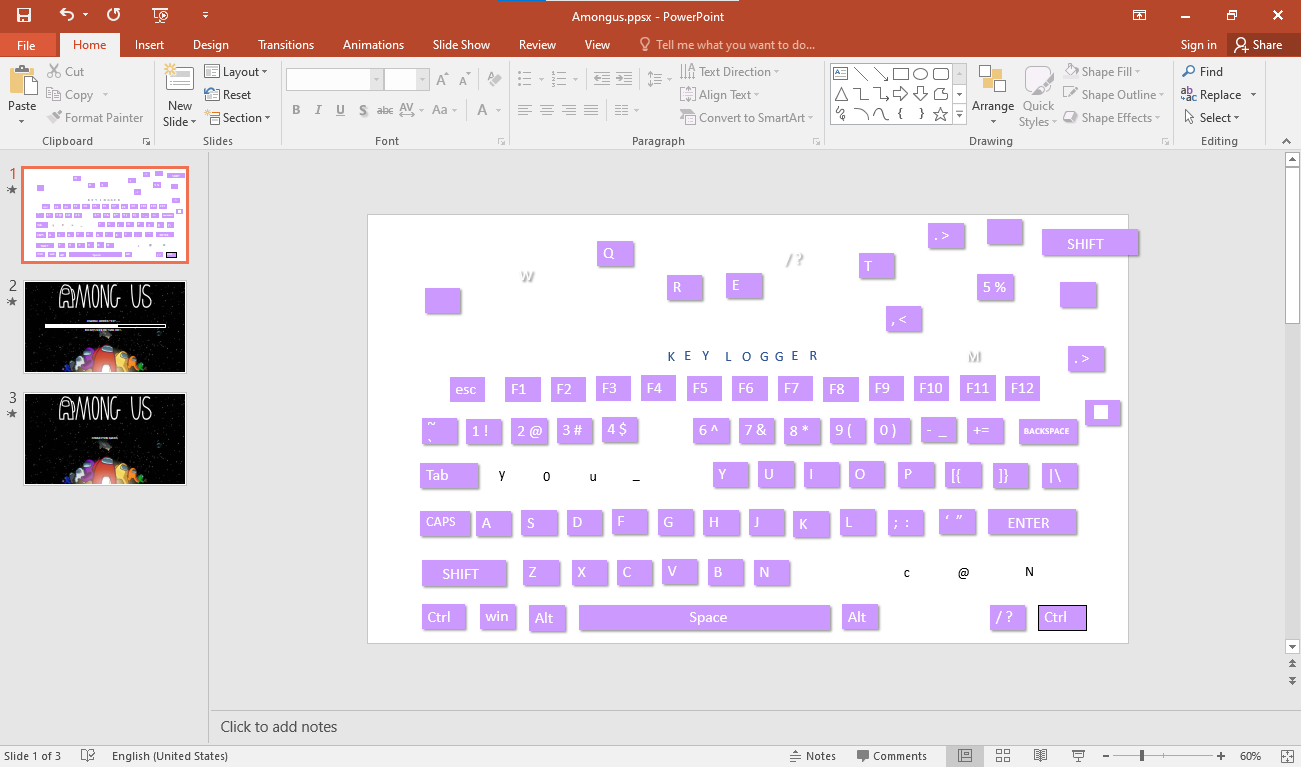 Amongus.ppsx - PowerPoint
File Home Insert Design Transitions Animations Slide Show Review View Tell me what you want to do... Sign in Share
Paste
Cut
Copy
Format Painter
Clipboard
New Slide
Layout
Reset
Section
Slides
B I U S abc AV Aa A
Font
Text Direction
Align Text
Convert to SmartArt
Paragraph
Arrange
Quick Styles
Shape Fill
Shape Outline
Shape Effects
Drawing
Find
Replace
Select
Editing
1
2
AMONG US
3
AMONG US
. >
SHIFT
Q
W
/ ?
T
R
E
5 %
, <
K E Y L O G G E R
M
. >
esc F1 F2 F3 F4 F5 F6 F7 F8 F9 F10 F11 F12
~ ` 1 ! 2 @ 3 # 4 $ 6 ^ 7 & 8 * 9 ( 0 ) - _ += BACKSPACE
Tab y 0 u _ Y U I O P [{ ]} |\
CAPS A S D F G H J K L ; : ‘ ” ENTER
SHIFT Z X C V B N c @ N
Ctrl win Alt Space Alt / ? Ctrl
Click to add notes
Slide 1 of 3 English (United States) Notes Comments 60%